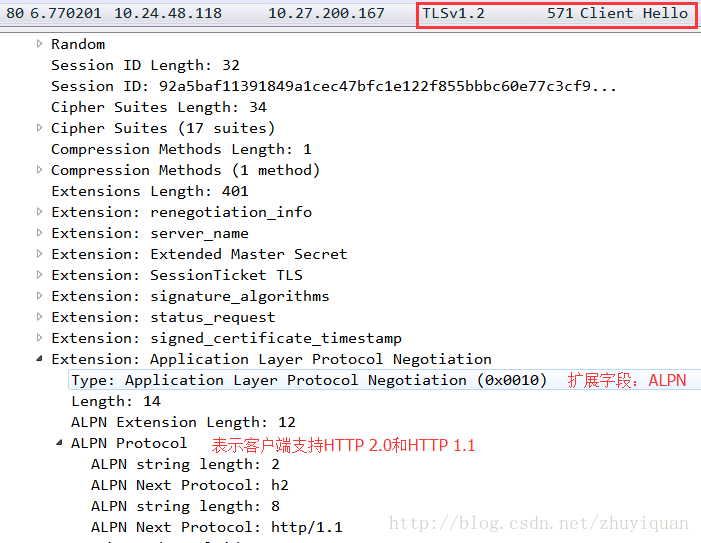 80 6.770201 10.24.48.118 10.27.200.167 TLSv1.2 571 Client Hello
Random
Session ID Length: 32
Session ID: 92a5baf11391849a1cec47bfc1e122f855bbbc60e77c3cf9...
Cipher Suites Length: 34
Cipher Suites (17 suites)
Compression Methods Length: 1
Compression Methods (1 method)
Extensions Length: 401
Extension: renegotiation_info
Extension: server_name
Extension: Extended Master Secret
Extension: SessionTicket TLS
Extension: signature_algorithms
Extension: status_request
Extension: signed_certificate_timestamp
Extension: Application Layer Protocol Negotiation
Type: Application Layer Protocol Negotiation (0x0010) 扩展字段：ALPN
Length: 14
ALPN Extension Length: 12
ALPN Protocol 表示客户端支持HTTP 2.0和HTTP 1.1
ALPN string length: 2
ALPN Next Protocol: h2
ALPN string length: 8
ALPN Next Protocol: http/1.1
http://blog.csdn.net/zhuyiquan